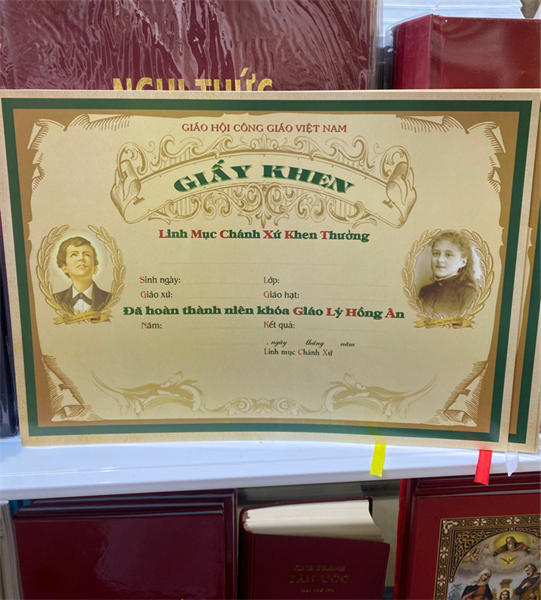 NGHI THỨC
GIÁO HỘI CÔNG GIÁO VIỆT NAM
GIẤY KHEN
Linh Mục Chánh Xứ Khen Thưởng
Sinh ngày: Lớp:
Giáo xứ: Giáo hạt:
Đã hoàn thành niên khóa Giáo Lý Hồng Ân
Năm: Kết quả:
, ngày tháng năm
Linh mục Chánh Xứ
TÂN ƯỚC